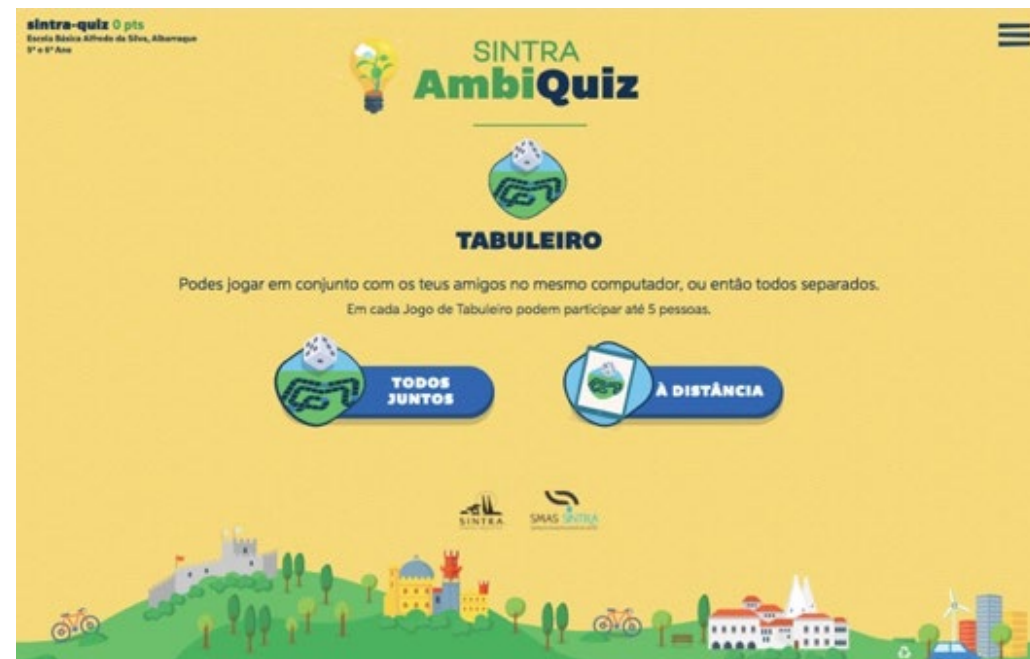 sintra-quiz 0 pts
Escola Básica Alfredo da Silva, Albarraque
5º e 6º Ano
SINTRA
AmbiQuiz
TABULEIRO
Podes jogar em conjunto com os teus amigos no mesmo computador, ou então todos separados.
Em cada Jogo de Tabuleiro podem participar até 5 pessoas.
TODOS
JUNTOS
À DISTÂNCIA
SINTRA
SMAS SINTRA